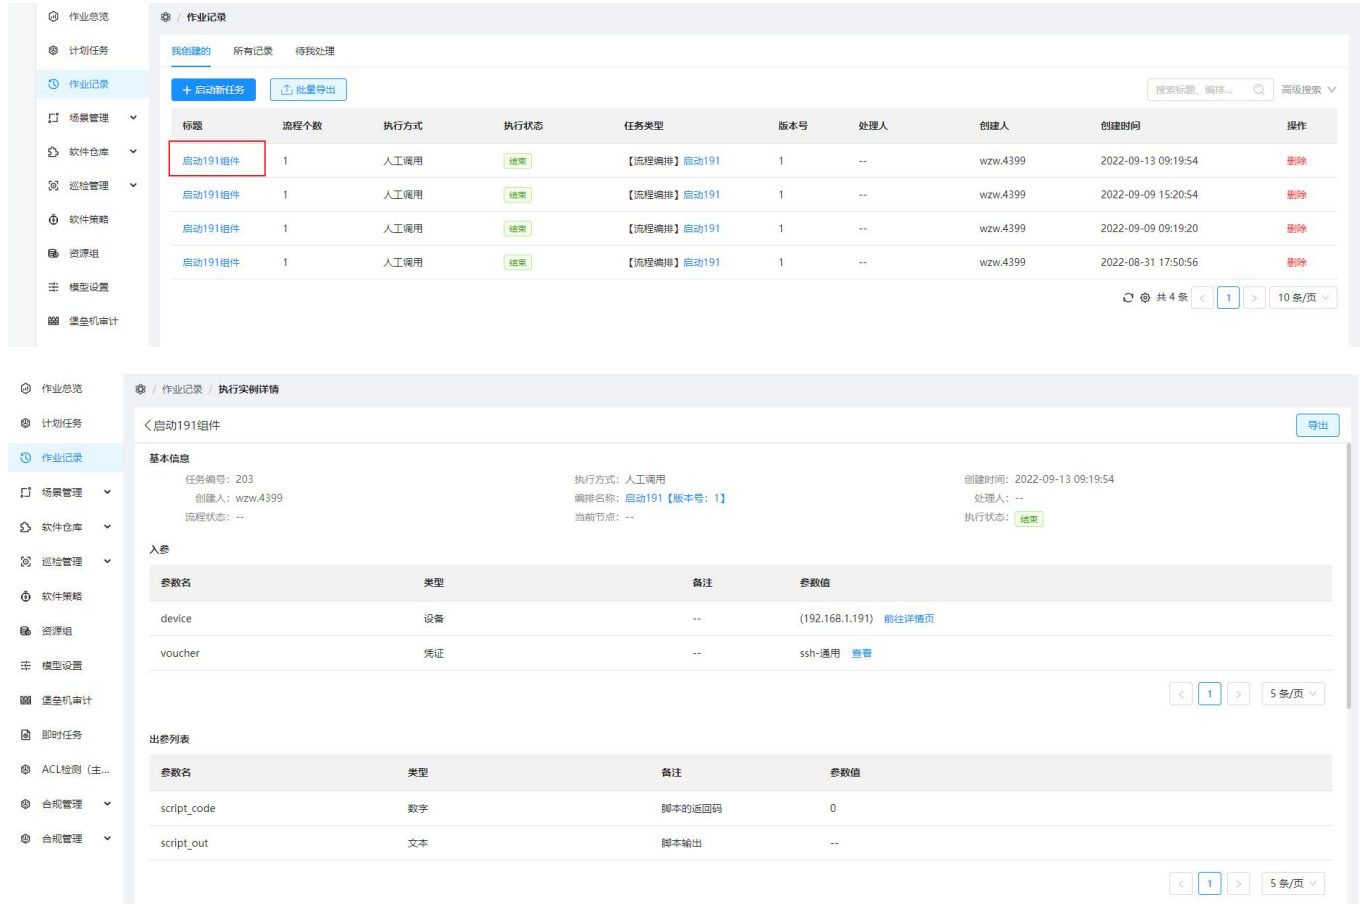 作业总览
计划任务
作业记录
场景管理
软件仓库
巡检管理
软件策略
资源组
模型设置
堡垒机审计
/ 作业记录
我创建的 所有记录 待我处理
+ 启动新任务 批量导出 搜索标题、编排... 高级搜索
标题 流程个数 执行方式 执行状态 任务类型 版本号 处理人 创建人 创建时间 操作
启动191组件 1 人工调用 结束 【流程编排】启动191 1 -- wzw.4399 2022-09-13 09:19:54 删除
启动191组件 1 人工调用 结束 【流程编排】启动191 1 -- wzw.4399 2022-09-09 15:20:54 删除
启动191组件 1 人工调用 结束 【流程编排】启动191 1 -- wzw.4399 2022-09-09 09:19:20 删除
启动191组件 1 人工调用 结束 【流程编排】启动191 1 -- wzw.4399 2022-08-31 17:50:56 删除
共 4 条 < 1 > 10 条/页
作业总览
计划任务
作业记录
场景管理
软件仓库
巡检管理
软件策略
资源组
模型设置
堡垒机审计
即时任务
ACL检测（主...
合规管理
合规管理
/ 作业记录 / 执行实例详情
< 启动191组件 导出
基本信息
任务编号： 203 执行方式： 人工调用 创建时间： 2022-09-13 09:19:54
创建人： wzw.4399 编排名称： 启动191【版本号：1】 处理人： --
流程状态： -- 当前节点： -- 执行状态： 结束
入参
参数名 类型 备注 参数值
device 设备 -- (192.168.1.191) 前往详情页
voucher 凭证 -- ssh-通用 查看
< 1 > 5 条/页
出参列表
参数名 类型 备注 参数值
script_code 数字 脚本的返回码 0
script_out 文本 脚本输出 --
< 1 > 5 条/页